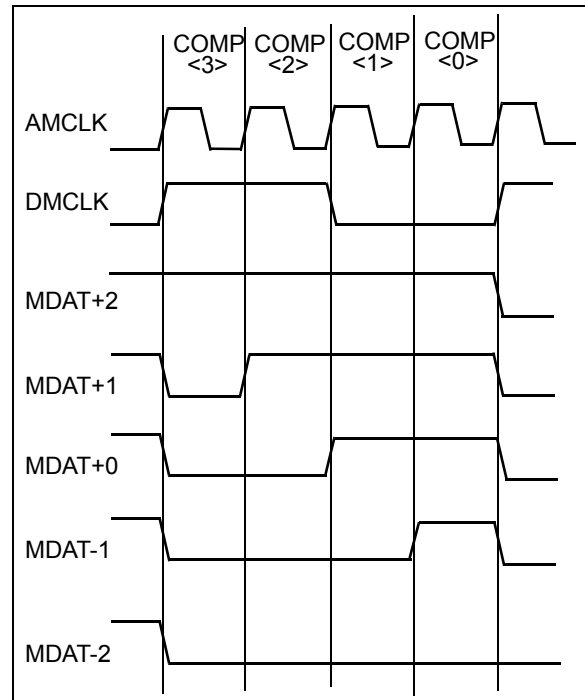 COMP COMP COMP COMP
<3> <2> <1> <0>
AMCLK
DMCLK
MDAT+2
MDAT+1
MDAT+0
MDAT-1
MDAT-2